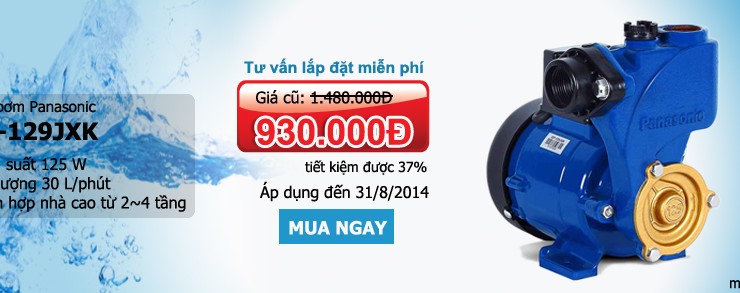 Tư vấn lắp đặt miễn phí
Giá cũ: 1.480.000Đ
930.000Đ
tiết kiệm được 37%
Áp dụng đến 31/8/2014
MUA NGAY
bơm Panasonic
-129JXK
suất 125 W
lượng 30 L/phút
hợp nhà cao từ 2~4 tầng
Panasonic